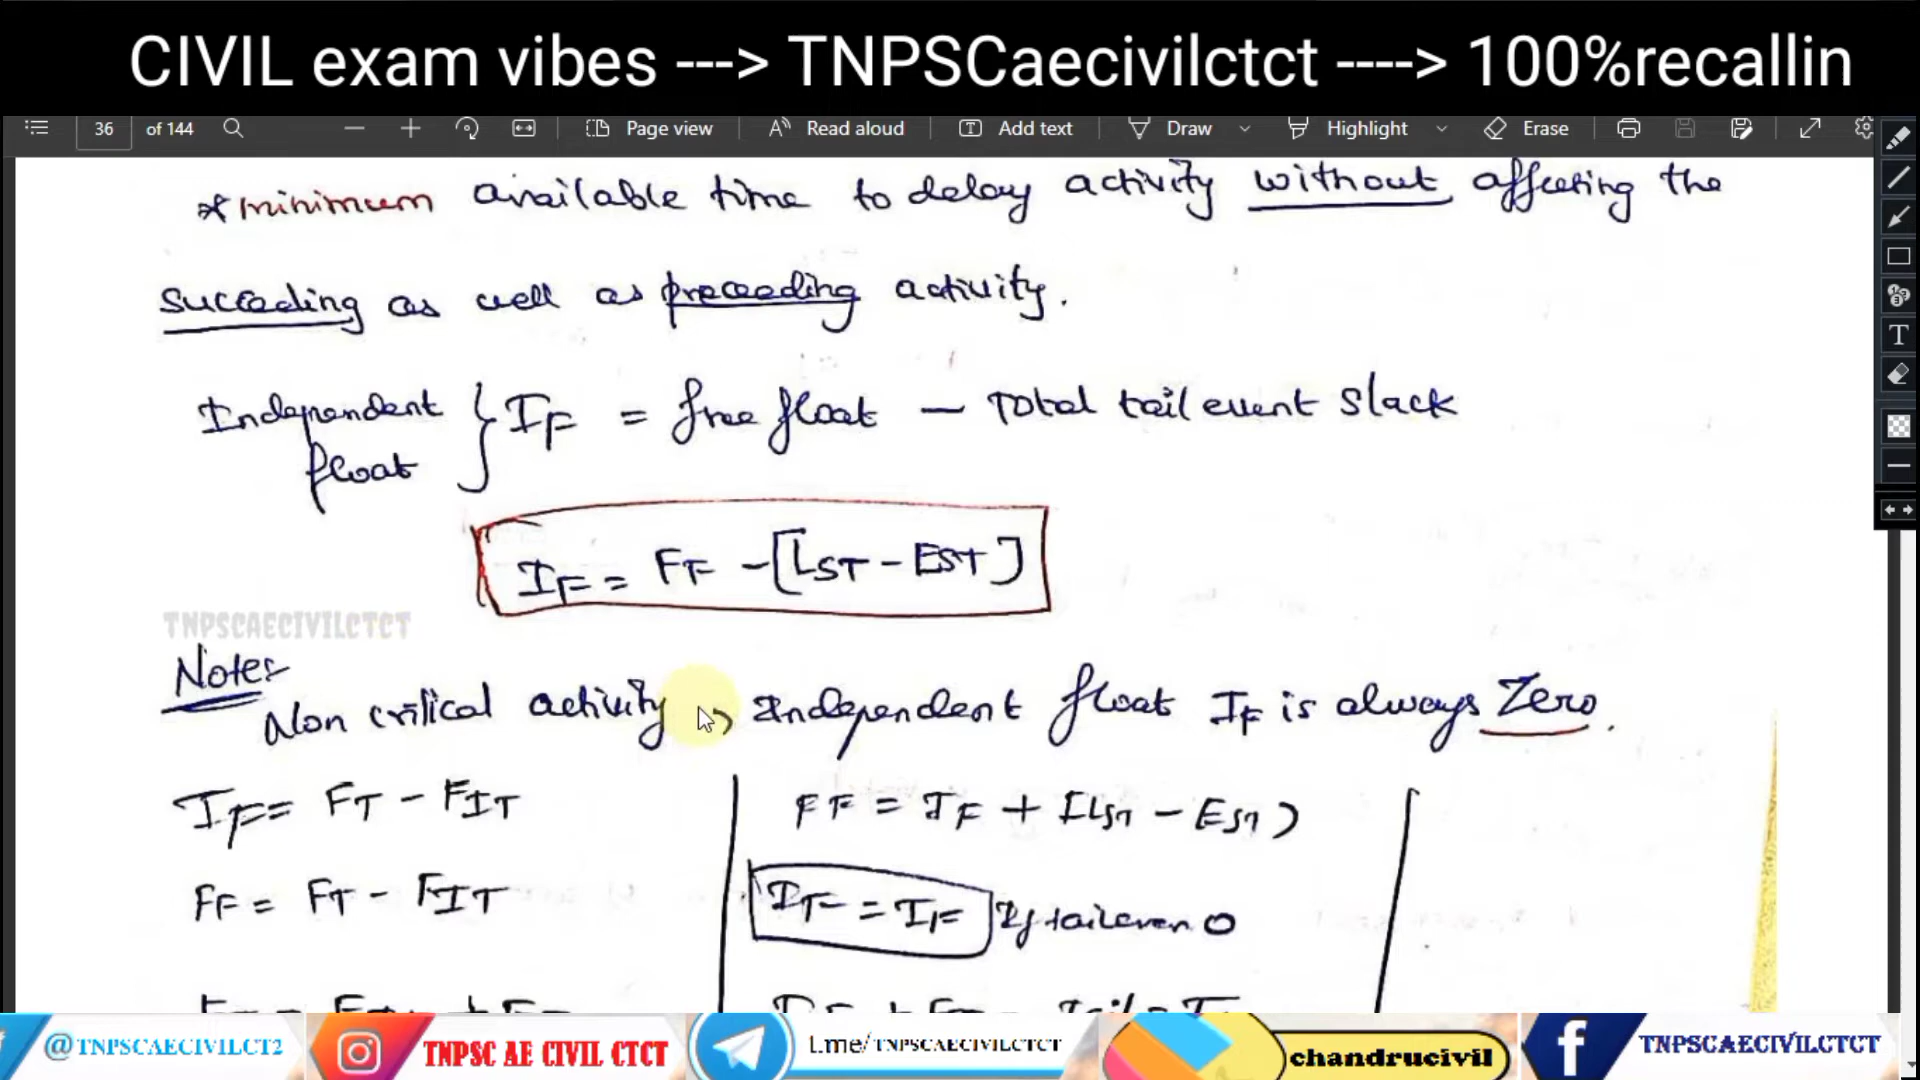 CIVIL exam vibes ---> TNPSCaecivilctct ----> 100%recallin
36 of 144 Page view Read aloud Add text Draw Highlight Erase
*minimum available time to delay activity without affecting the
succeeding as well as preceeding activity.
Independent float } IF = free float - Total tail event slack
IF = FF - [LST - EST]
TNPSCAECIVILCTCT
Note:
Non critical activity Independent float IF is always Zero.
IF = FT - FIT
FF = IF + [LST - EST)
FF = FT - FIT
= IF If tail even 0
@TNPSCAECIVILCT2 TNPSC AE CIVIL CTCT t.me/TNPSCAECIVILCTCT chandrucivil TNPSCAECIVILCTCT